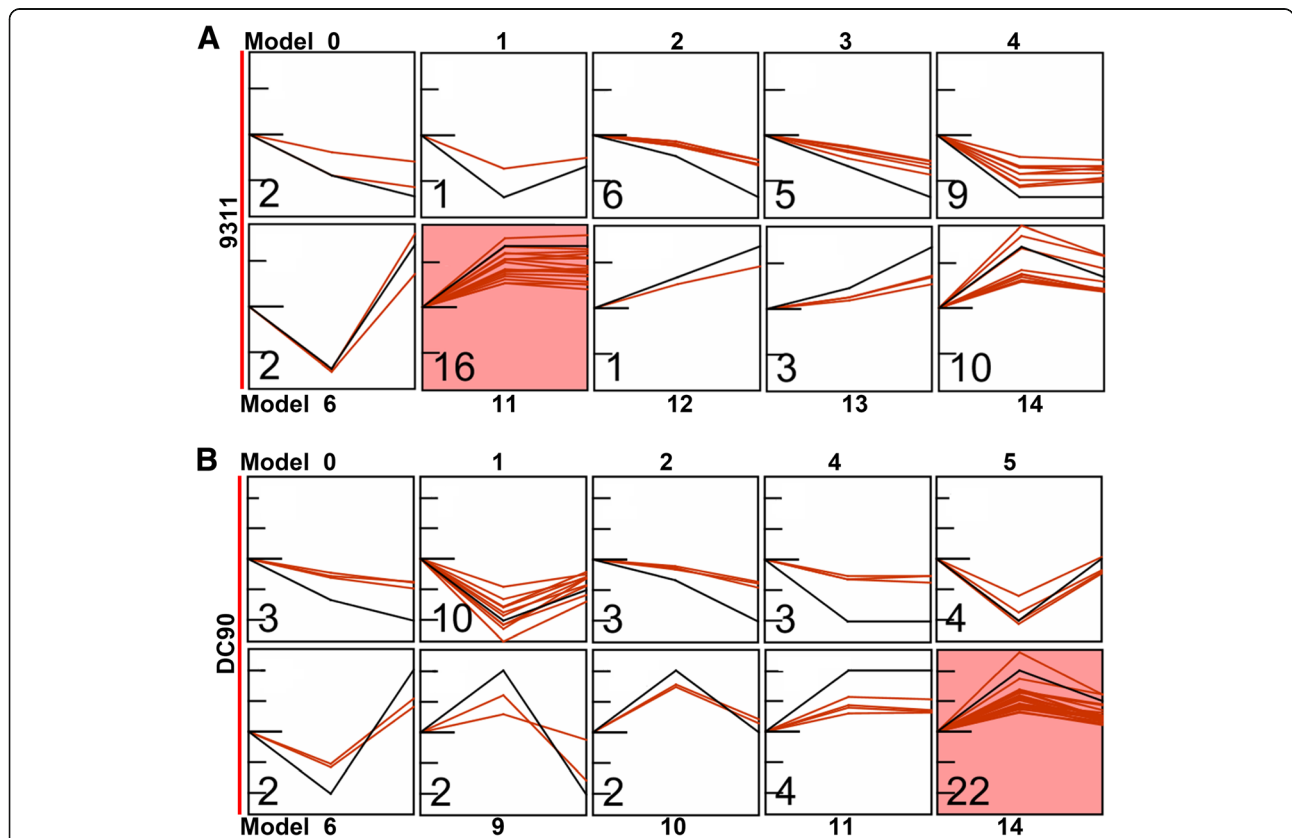 A
Model 0 1 2 3 4
9311
2 1 6 5 9
2 16 1 3 10
Model 6 11 12 13 14
B
Model 0 1 2 4 5
DC90
3 10 3 3 4
2 2 2 4 22
Model 6 9 10 11 14